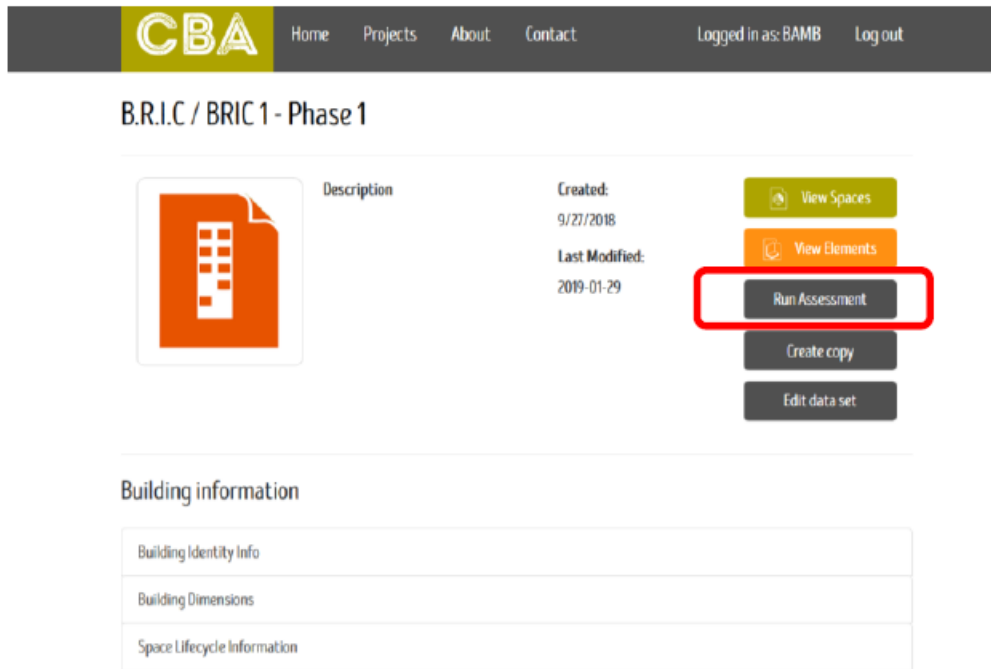 CBA Home Projects About Contact Logged in as: BAMB Log out
B.R.I.C / BRIC 1 - Phase 1
Description
Created:
9/27/2018
Last Modified:
2019-01-29
View Spaces
View Elements
Run Assessment
Create copy
Edit data set
Building information
Building Identity Info
Building Dimensions
Space Lifecycle Information